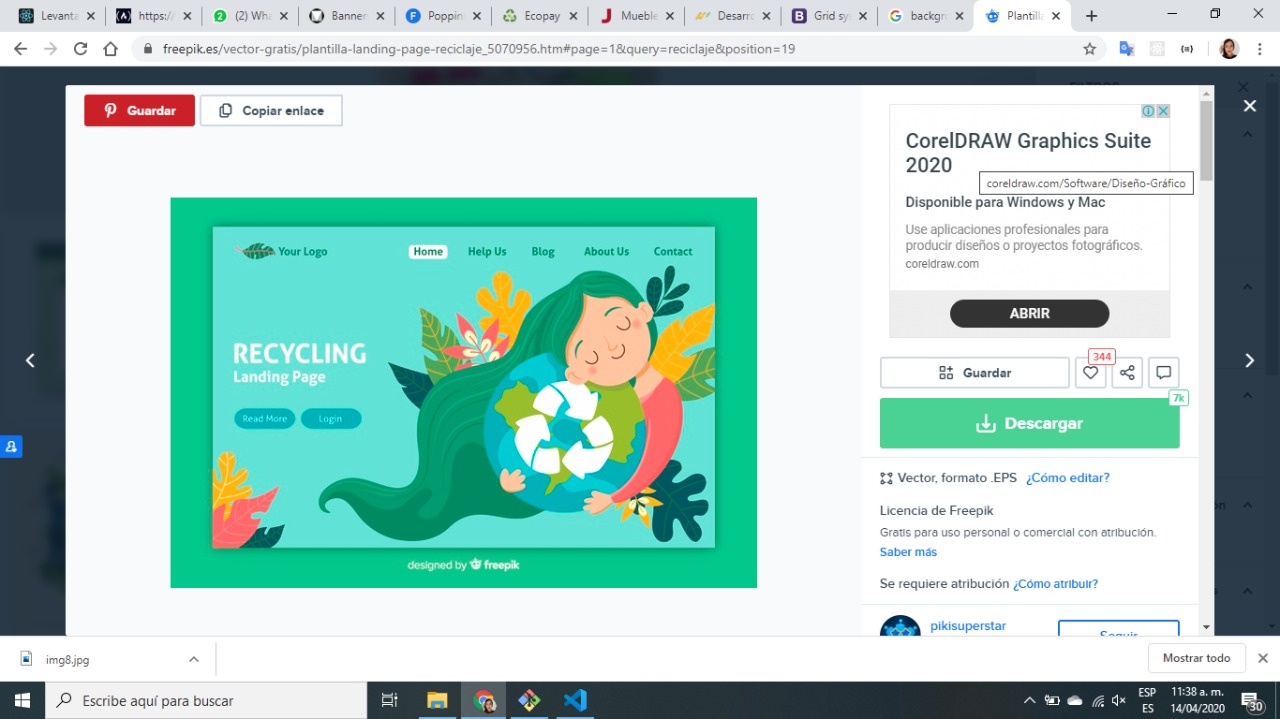 Levanta
https:/
(2) Wha
Banner
Poppin
Ecopay
Mueble
Desarro
Grid sy
backgr
Plantilla
freepik.es/vector-gratis/plantilla-landing-page-reciclaje_5070956.htm#page=1&query=reciclaje&position=19
Guardar
Copiar enlace
CorelDRAW Graphics Suite
2020
coreldraw.com/Software/Diseño-Gráfico
Disponible para Windows y Mac
Use aplicaciones profesionales para
producir diseños o proyectos fotográficos.
coreldraw.com
ABRIR
Your Logo
Home
Help Us
Blog
About Us
Contact
RECYCLING
Landing Page
Read More
Login
designed by freepik
344
Guardar
7k
Descargar
Vector, formato .EPS ¿Cómo editar?
Licencia de Freepik
Gratis para uso personal o comercial con atribución.
Saber más
Se requiere atribución ¿Cómo atribuir?
pikisuperstar
Seguir
img8.jpg
Mostrar todo
Escribe aquí para buscar
ESP
ES
11:38 a. m.
14/04/2020
30